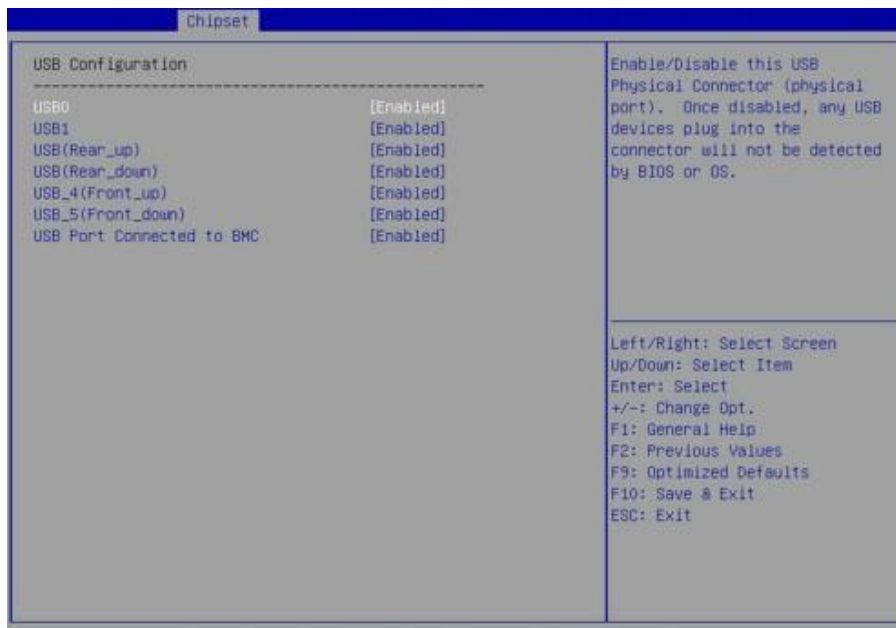 Chipset
USB Configuration
USB0 [Enabled]
USB1 [Enabled]
USB(Rear_up) [Enabled]
USB(Rear_down) [Enabled]
USB_4(Front_up) [Enabled]
USB_5(Front_down) [Enabled]
USB Port Connected to BMC [Enabled]
Enable/Disable this USB
Physical Connector (physical
port). Once disabled, any USB
devices plug into the
connector will not be detected
by BIOS or OS.
Left/Right: Select Screen
Up/Down: Select Item
Enter: Select
+/-: Change Opt.
F1: General Help
F2: Previous Values
F9: Optimized Defaults
F10: Save & Exit
ESC: Exit